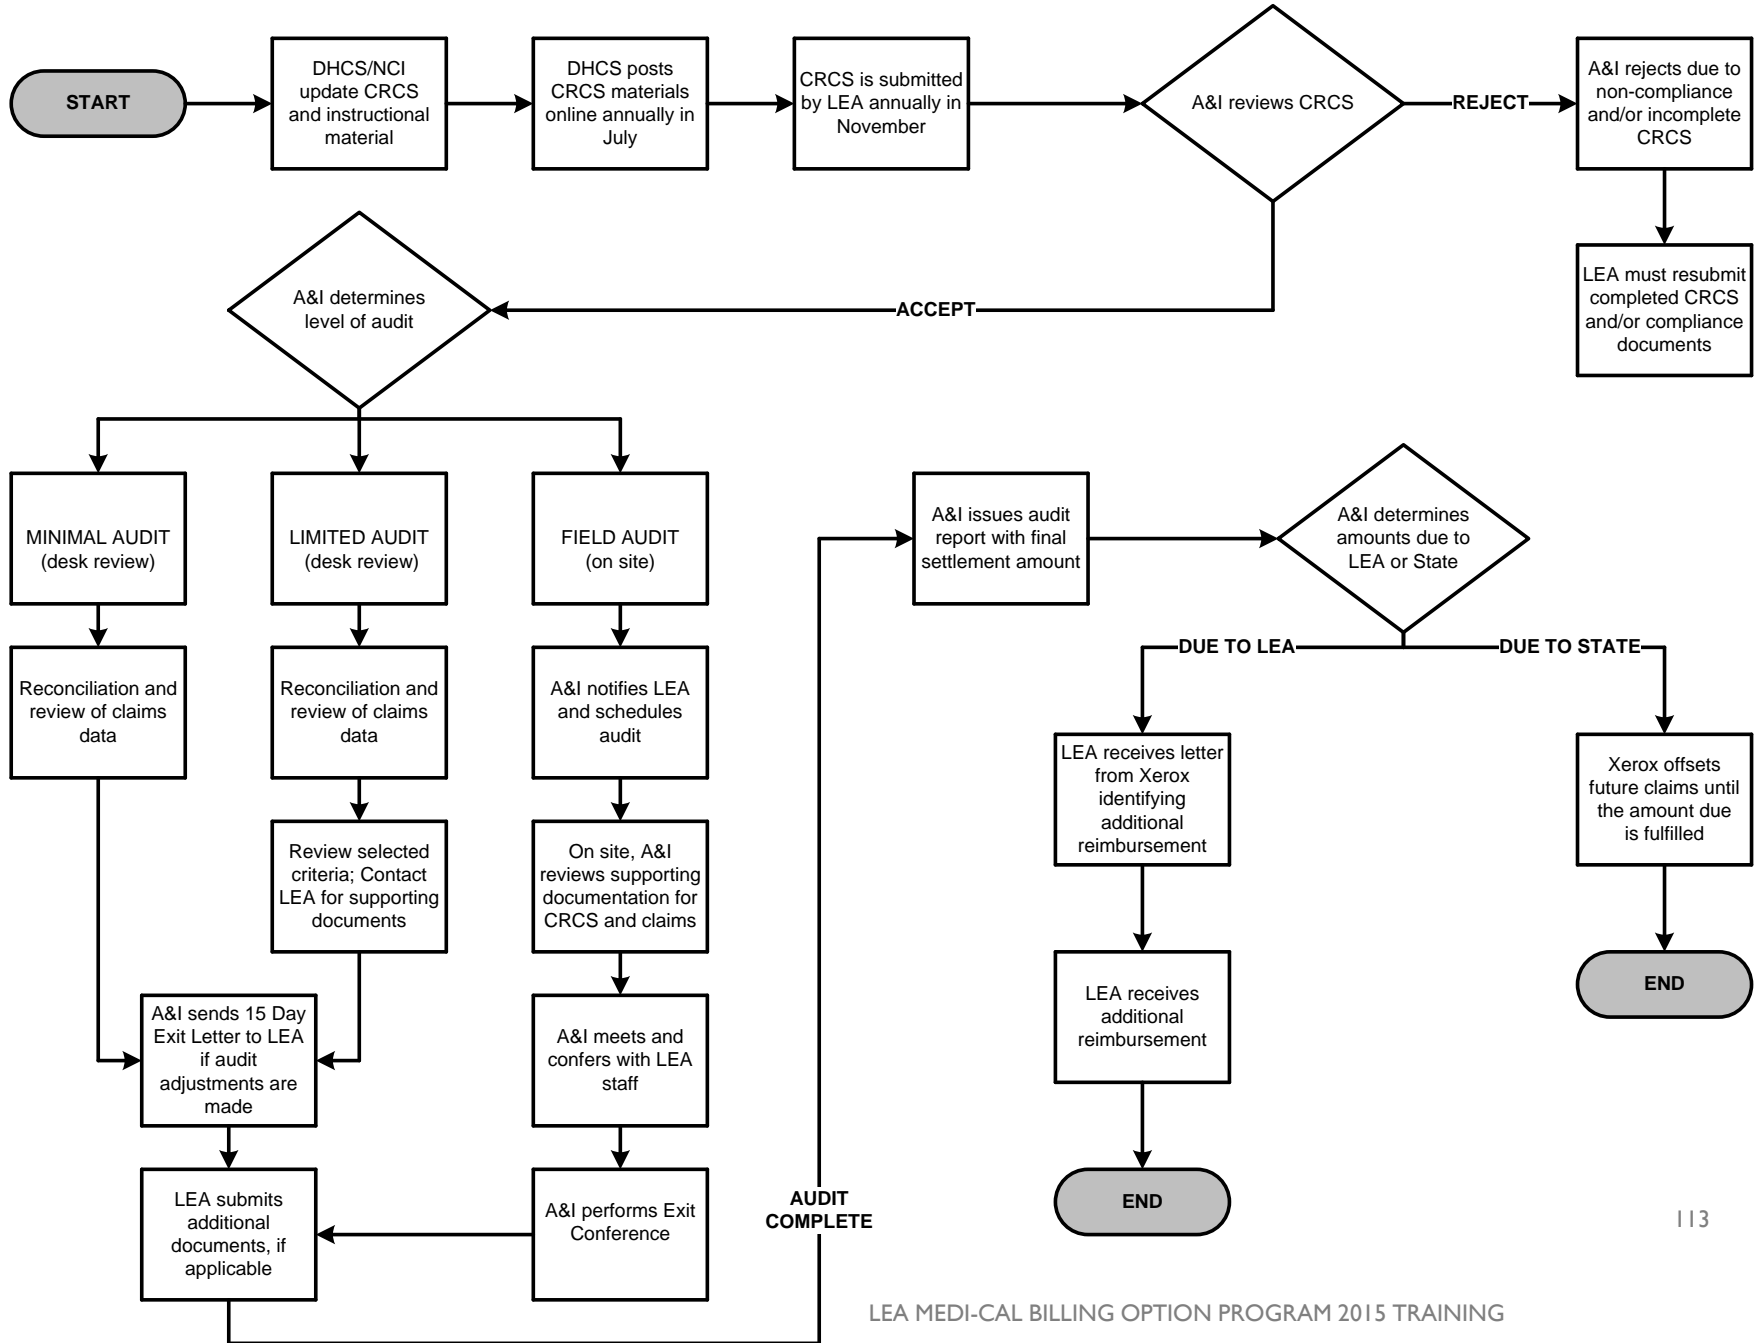 START
DHCS/NCI
update CRCS
and instructional
material
DHCS posts
CRCS materials
online annually in
July
CRCS is submitted
by LEA annually in
November
A&I reviews CRCS
REJECT
A&I rejects due to
non-compliance
and/or incomplete
CRCS
LEA must resubmit
completed CRCS
and/or compliance
documents
ACCEPT
A&I determines
level of audit
MINIMAL AUDIT
(desk review)
LIMITED AUDIT
(desk review)
FIELD AUDIT
(on site)
Reconciliation and
review of claims
data
Reconciliation and
review of claims
data
A&I notifies LEA
and schedules
audit
Review selected
criteria; Contact
LEA for supporting
documents
On site, A&I
reviews supporting
documentation for
CRCS and claims
A&I sends 15 Day
Exit Letter to LEA
if audit
adjustments are
made
A&I meets and
confers with LEA
staff
LEA submits
additional
documents, if
applicable
A&I performs Exit
Conference
AUDIT
COMPLETE
A&I issues audit
report with final
settlement amount
A&I determines
amounts due to
LEA or State
DUE TO LEA
DUE TO STATE
LEA receives letter
from Xerox
identifying
additional
reimbursement
Xerox offsets
future claims until
the amount due
is fulfilled
LEA receives
additional
reimbursement
END
END
113
LEA MEDI-CAL BILLING OPTION PROGRAM 2015 TRAINING